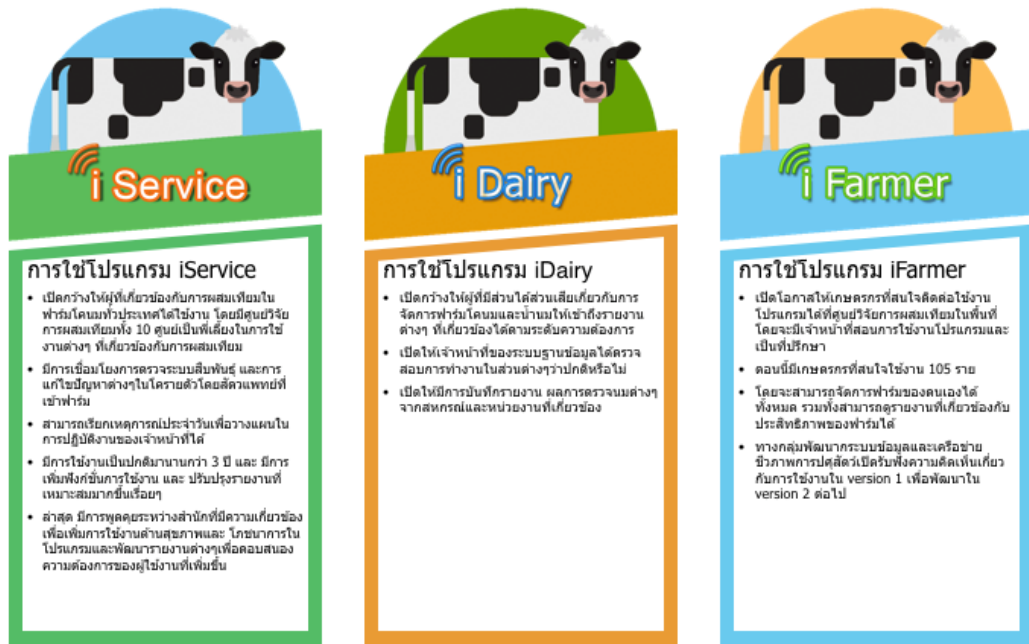 i Service
การใช้โปรแกรม iService
• เปิดกว้างให้ผู้ที่เกี่ยวข้องกับการผสมเทียมใน
ฟาร์มโคนมทั่วประเทศได้ใช้งาน โดยมีศูนย์วิจัย
การผสมเทียมทั้ง 10 ศูนย์เป็นพี่เลี้ยงในการใช้
งานต่างๆ ที่เกี่ยวข้องกับการผสมเทียม
• มีการเชื่อมโยงการตรวจระบบสืบพันธุ์ และการ
แก้ไขปัญหาต่างๆในโครายตัวโดยสัตวแพทย์ที่
เข้าฟาร์ม
• สามารถเรียกเหตุการณ์ประจำวันเพื่อวางแผนใน
การปฏิบัติงานของเจ้าหน้าที่ได้
• มีการใช้งานเป็นปกติมานานกว่า 3 ปี และ มีการ
เพิ่มฟังก์ชั่นการใช้งาน และ ปรับปรุงรายงานที่
เหมาะสมมากขึ้นเรื่อยๆ
• ล่าสุด มีการพูดคุยระหว่างสำนักที่มีความเกี่ยวข้อง
เพื่อเพิ่มการใช้งานด้านสุขภาพและ โภชนาการใน
โปรแกรมและพัฒนารายงานต่างๆเพื่อตอบสนอง
ความต้องการของผู้ใช้งานที่เพิ่มขึ้น
i Dairy
การใช้โปรแกรม iDairy
• เปิดกว้างให้ผู้ที่มีส่วนได้ส่วนเสียเกี่ยวกับการ
จัดการฟาร์มโคนมและน้ำนมให้เข้าถึงรายงาน
ต่างๆ ที่เกี่ยวข้องได้ตามระดับความต้องการ
• เปิดให้เจ้าหน้าที่ของระบบฐานข้อมูลได้ตรวจ
สอบการทำงานในส่วนต่างๆว่าปกติหรือไม่
• เปิดให้มีการบันทึกรายงาน ผลการตรวจนมต่างๆ
จากสหกรณ์และหน่วยงานที่เกี่ยวข้อง
i Farmer
การใช้โปรแกรม iFarmer
• เปิดโอกาสให้เกษตรกรที่สนใจติดต่อใช้งาน
โปรแกรมได้ที่ศูนย์วิจัยการผสมเทียมในพื้นที่
โดยจะมีเจ้าหน้าที่สอนการใช้งานโปรแกรมและ
เป็นที่ปรึกษา
• ตอนนี้มีเกษตรกรที่สนใจใช้งาน 105 ราย
• โดยจะสามารถจัดการฟาร์มของตนเองได้
ทั้งหมด รวมทั้งสามารถดูรายงานที่เกี่ยวข้องกับ
ประสิทธิภาพของฟาร์มได้
• ทางกลุ่มพัฒนาระบบข้อมูลและเครือข่าย
ชีวภาพการปศุสัตว์เปิดรับฟังความคิดเห็นเกี่ยว
กับการใช้งานใน version 1 เพื่อพัฒนาใน
version 2 ต่อไป